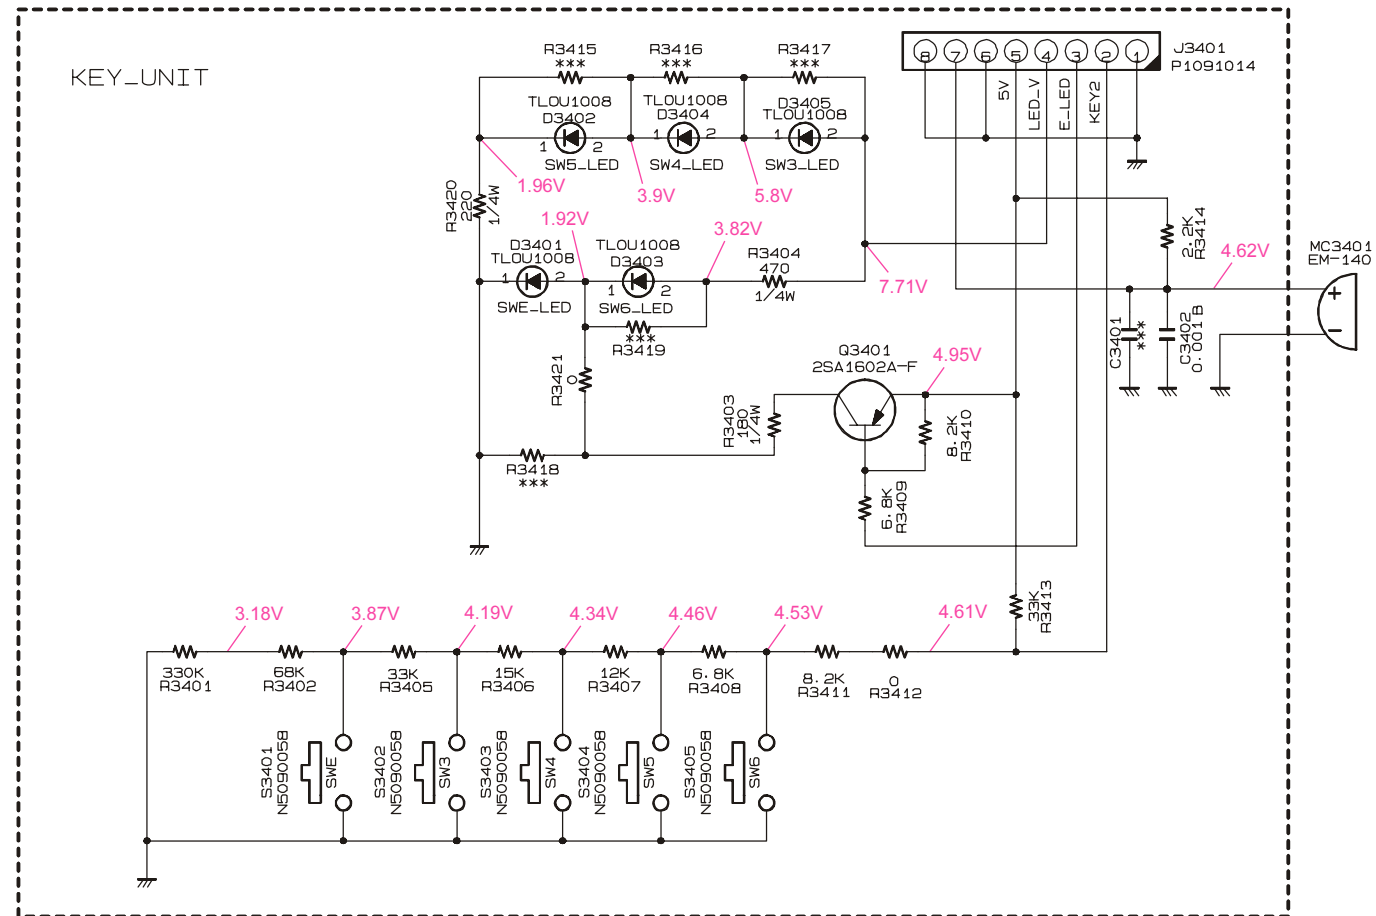 KEY_UNIT
R3415
***
R3416
***
R3417
***
J3401
P1091014
8 7 6 5 4 3 2 1
5V
LED_V
E_LED
KEY2
TLOU1008
D3402
1 2
SW5_LED
TLOU1008
D3404
1 2
SW4_LED
D3405
TLOU1008
1 2
SW3_LED
1.96V
3.9V
5.8V
R3420
220
1/4W
1.92V
3.82V
D3401
TLOU1008
1 2
SWE_LED
TLOU1008
D3403
1 2
SW6_LED
R3404
470
1/4W
7.71V
***
R3419
R3421
0
2.2K
R3414
4.62V
MC3401
EM-140
+
−
C3401
***
C3402
0.001 B
Q3401
2SA1602A-F
4.95V
R3403
180
1/4W
8.2K
R3410
R3418
***
6.8K
R3409
33K
R3413
3.18V
3.87V
4.19V
4.34V
4.46V
4.53V
4.61V
330K
R3401
68K
R3402
33K
R3405
15K
R3406
12K
R3407
6.8K
R3408
8.2K
R3411
0
R3412
S3401
N5090058
SWE
S3402
N5090058
SW3
S3403
N5090058
SW4
S3404
N5090058
SW5
S3405
N5090058
SW6